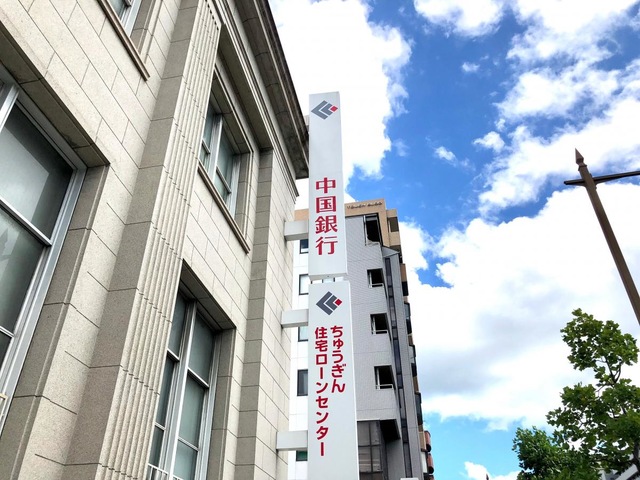 中国銀行
ちゅうぎん
住宅ローンセンター